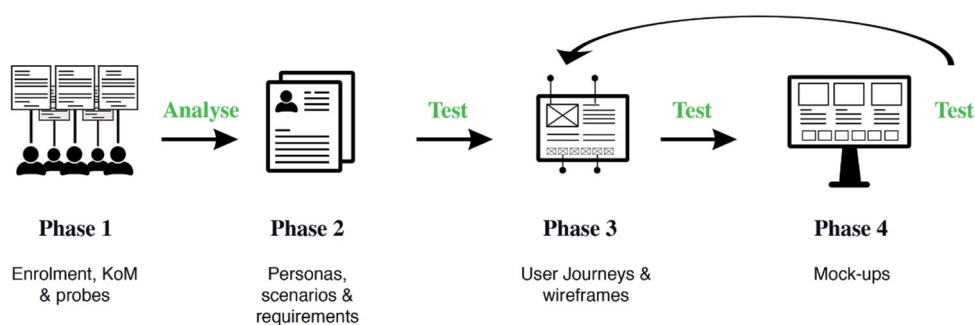 Analyse
Test
Test
Test
Phase 1
Phase 2
Phase 3
Phase 4
Enrolment, KoM
& probes
Personas,
scenarios &
requirements
User Journeys &
wireframes
Mock-ups